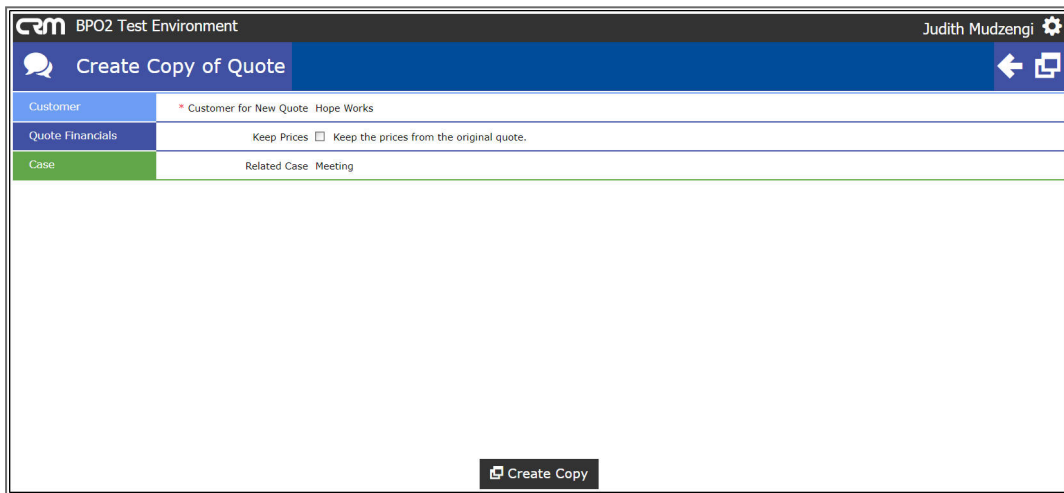 CRM BPO2 Test Environment Judith Mudzengi
Create Copy of Quote
Customer * Customer for New Quote Hope Works
Quote Financials Keep Prices Keep the prices from the original quote.
Case Related Case Meeting
Create Copy